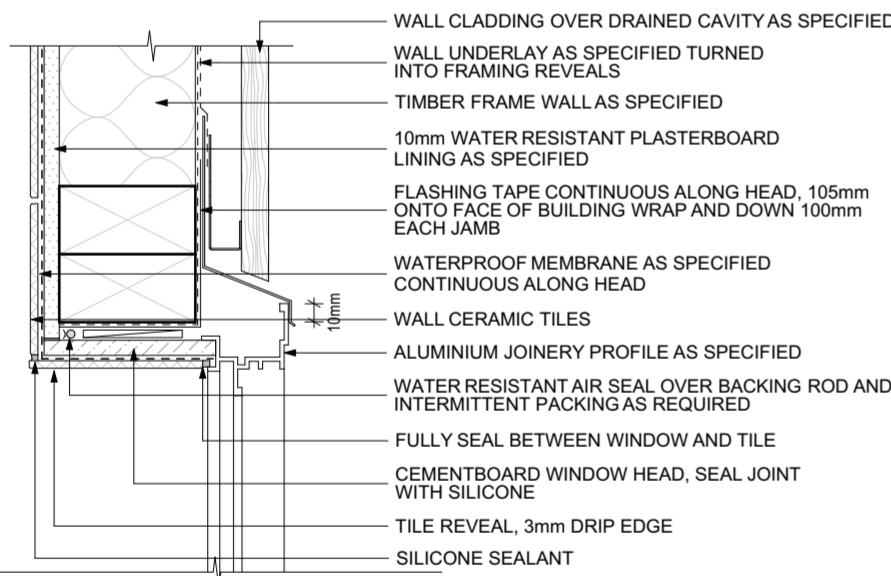 WALL CLADDING OVER DRAINED CAVITY AS SPECIFIED
WALL UNDERLAY AS SPECIFIED TURNED
INTO FRAMING REVEALS
TIMBER FRAME WALL AS SPECIFIED
10mm WATER RESISTANT PLASTERBOARD
LINING AS SPECIFIED
FLASHING TAPE CONTINUOUS ALONG HEAD, 105mm
ONTO FACE OF BUILDING WRAP AND DOWN 100mm
EACH JAMB
WATERPROOF MEMBRANE AS SPECIFIED
CONTINUOUS ALONG HEAD
10mm
WALL CERAMIC TILES
ALUMINIUM JOINERY PROFILE AS SPECIFIED
WATER RESISTANT AIR SEAL OVER BACKING ROD AND
INTERMITTENT PACKING AS REQUIRED
FULLY SEAL BETWEEN WINDOW AND TILE
CEMENTBOARD WINDOW HEAD, SEAL JOINT
WITH SILICONE
TILE REVEAL, 3mm DRIP EDGE
SILICONE SEALANT